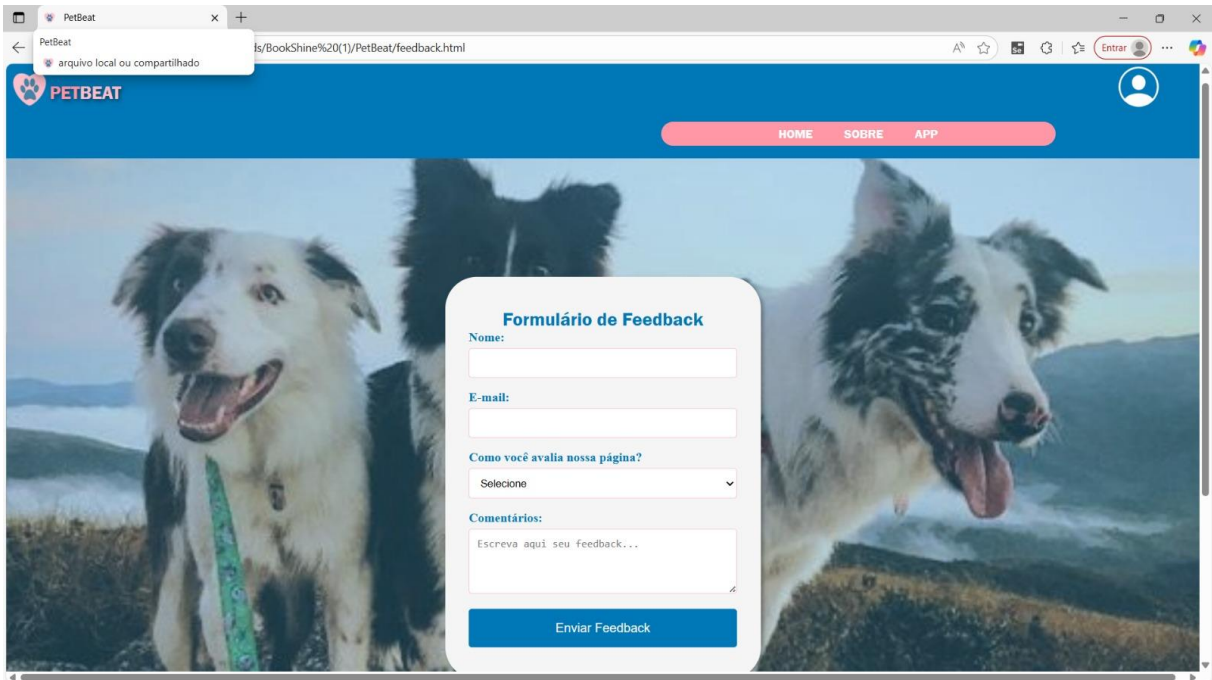 PetBeat
PetBeat
arquivo local ou compartilhado
ds/BookShine%20(1)/PetBeat/feedback.html
Entrar
PETBEAT
HOME SOBRE APP
Formulário de Feedback
Nome:
E-mail:
Como você avalia nossa página?
Selecione
Comentários:
Escreva aqui seu feedback...
Enviar Feedback